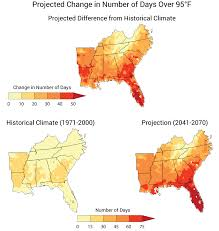 Projected Change in Number of Days Over 95°F
Projected Difference from Historical Climate
Change in Number of Days
0 10 20 30 40 50
Historical Climate (1971-2000)
Projection (2041-2070)
Number of Days
0 15 30 45 60 75